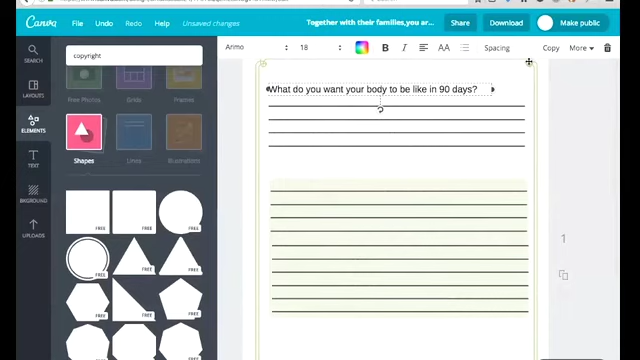 Canva
File
Undo
Redo
Help
Unsaved changes
Together with their families,you ar...
Share
Download
Make public
copyright
Armo
18
B
I
AA
Spacing
Copy
More
SEARCH
LAYOUTS
ELEMENTS
TEXT
BKGROUND
UPLOADS
Free Photos
Grids
Frames
Shapes
Lines
Illustrations
FREE
FREE
FREE
FREE
FREE
FREE
FREE
FREE
FREE
What do you want your body to be like in 90 days?
1